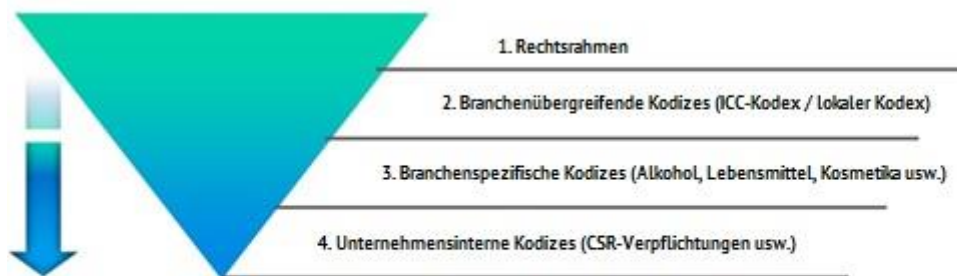 1. Rechtsrahmen
2. Branchenübergreifende Kodizes (ICC-Kodex / lokaler Kodex)
3. Branchenspezifische Kodizes (Alkohol, Lebensmittel, Kosmetika usw.)
4. Unternehmensinterne Kodizes (CSR-Verpflichtungen usw.)